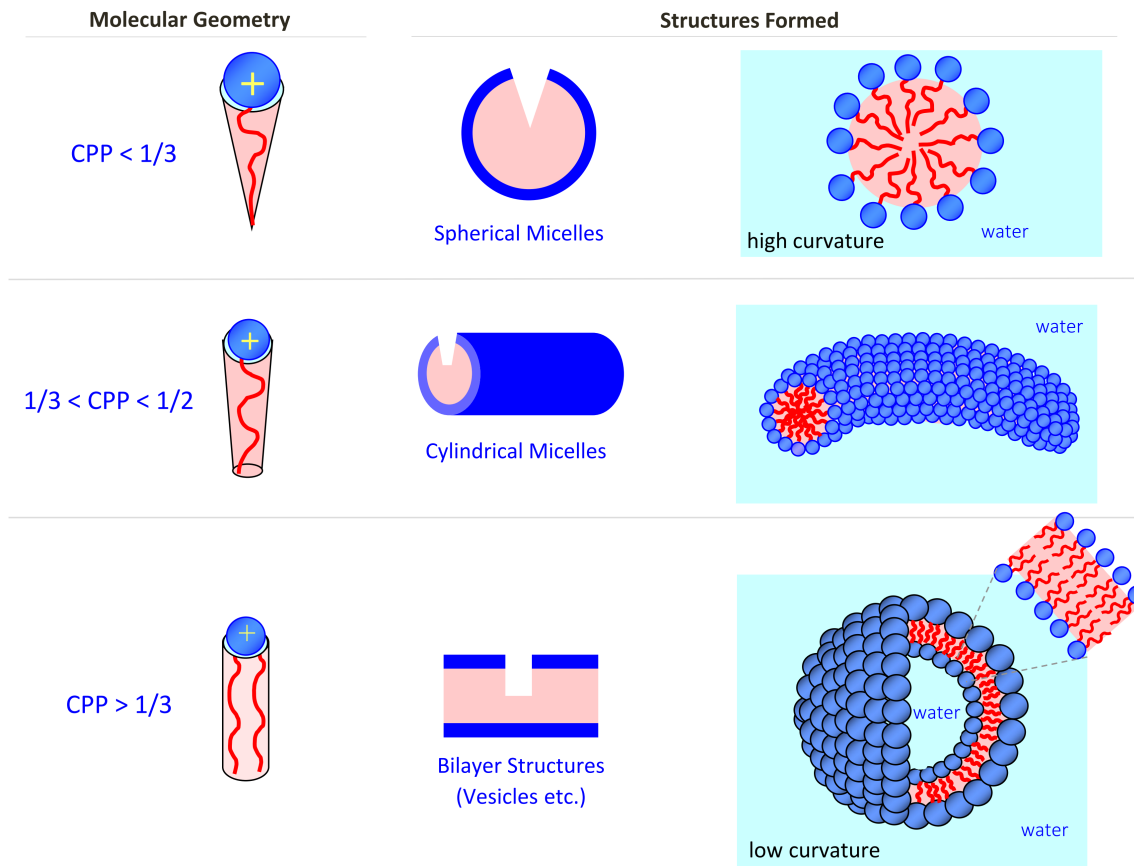 Molecular Geometry
Structures Formed
+
CPP < 1/3
Spherical Micelles
water
high curvature
water
+
1/3 < CPP < 1/2
Cylindrical Micelles
+
CPP > 1/3
water
Bilayer Structures
(Vesicles etc.)
water
low curvature